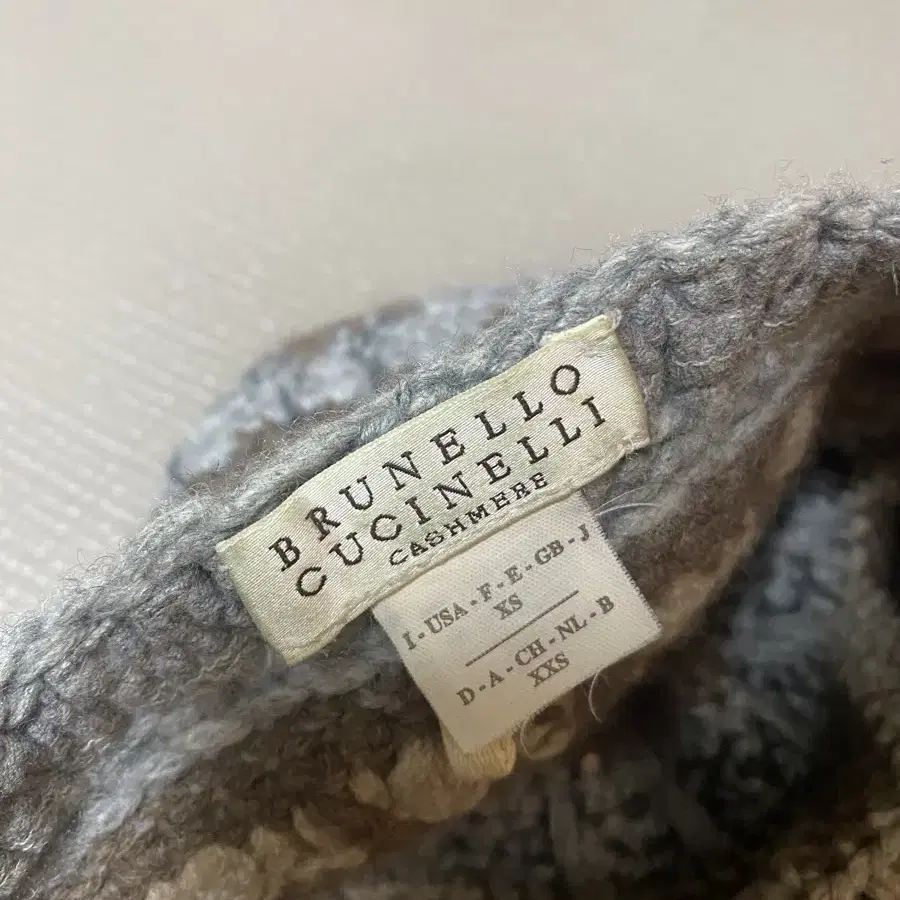 BRUNELLO
CUCINELLI
CASHMERE
I - USA - F - E - GB - J
XS
D - A - CH - NL - B
XXS